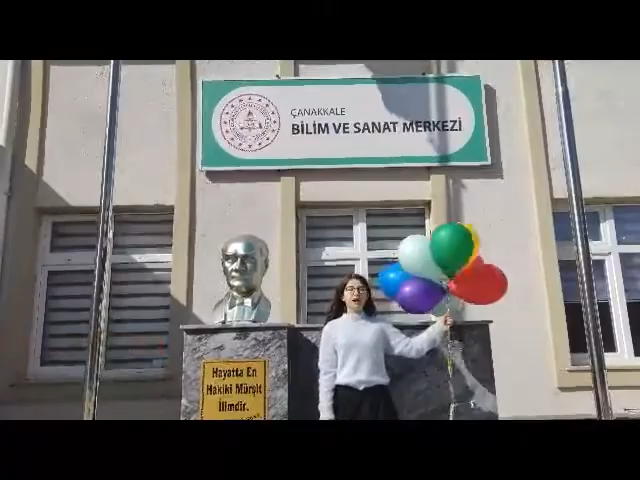 ÇANAKKALE
BİLİM VE SANAT MERKEZİ
Hayatta En
Hakiki Mürşit
İlimdir.